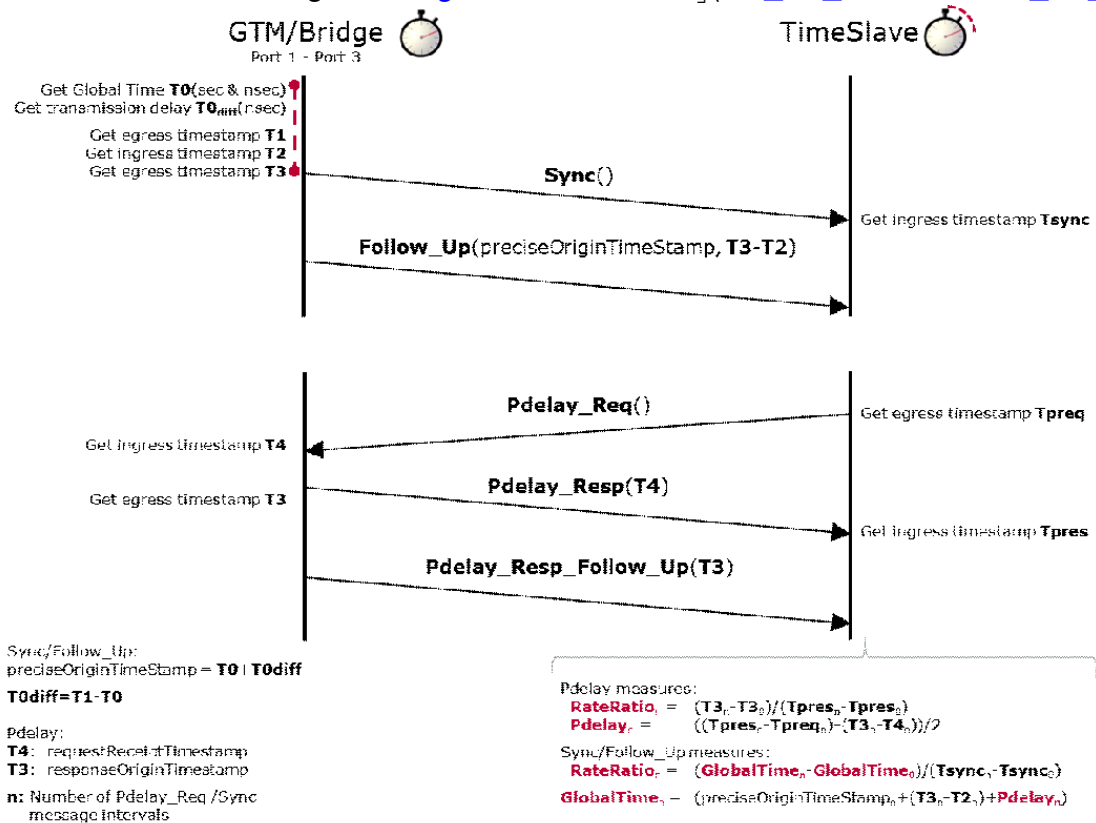 GTM/Bridge
Port 1 - Port 3
TimeSlave
Get Global Time T0(sec & nsec)
Get transmission delay T0diff(nsec)
Get egress timestamp T1
Get ingress timestamp T2
Get egress timestamp T3
Sync()
Get ingress timestamp Tsync
Follow_Up(preciseOriginTimeStamp, T3-T2)
Pdelay_Req()
Get egress timestamp Tpreq
Get ingress timestamp T4
Pdelay_Resp(T4)
Get egress timestamp T3
Get ingress timestamp Tpres
Pdelay_Resp_Follow_Up(T3)
Sync/Follow_Up:
preciseOriginTimeStamp = T0 + T0diff
T0diff=T1-T0
Pdelay:
T4: requestReceiptTimestamp
T3: responseOriginTimestamp
n: Number of Pdelay_Req /Sync
message intervals
Pdelay measures:
RateRatioₙ = (T3ₙ-T3₀)/(Tpresₙ-Tpres₀)
Pdelayₙ = ((Tpresₙ-Tpreqₙ)-(T3ₙ-T4ₙ))/2
Sync/Follow_Up measures:
RateRatioₙ = (GlobalTimeₙ-GlobalTime₀)/(Tsyncₙ-Tsync₀)
GlobalTimeₙ = (preciseOriginTimeStampₙ+(T3ₙ-T2ₙ)+Pdelayₙ)